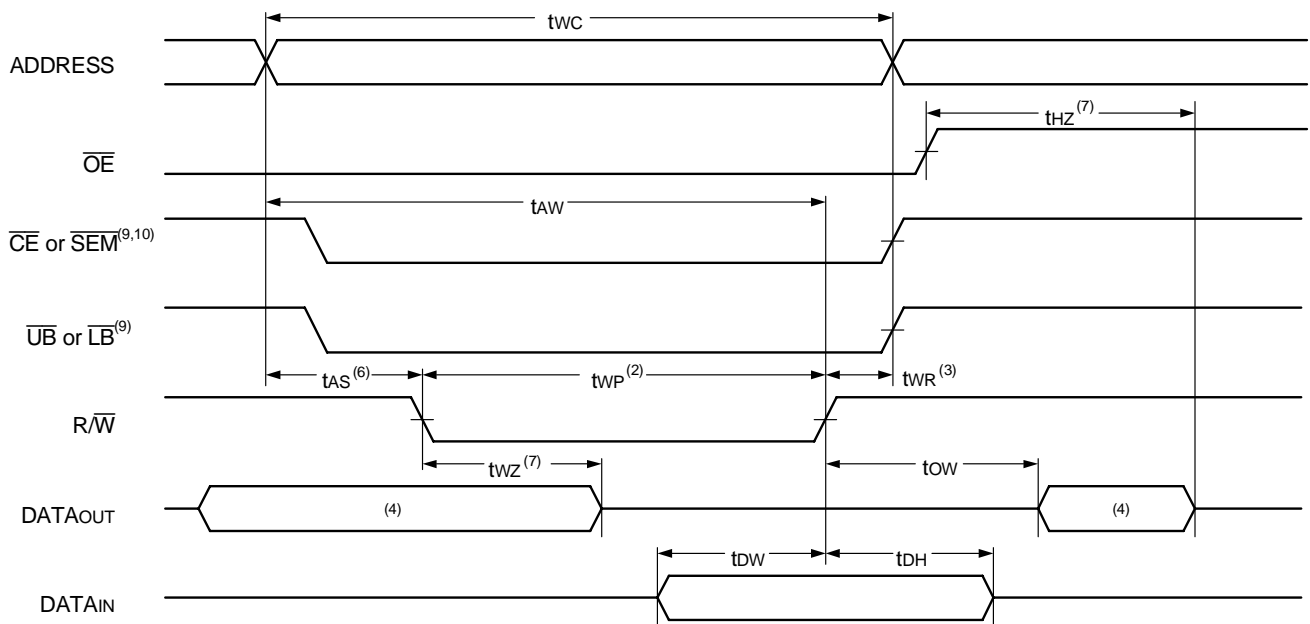 tWC
ADDRESS
tHZ(7)
OE
tAW
CE or SEM(9,10)
UB or LB(9)
tAS(6)
tWP(2)
tWR(3)
R/W
tWZ(7)
tOW
DATAOUT
(4)
(4)
tDW
tDH
DATAIN